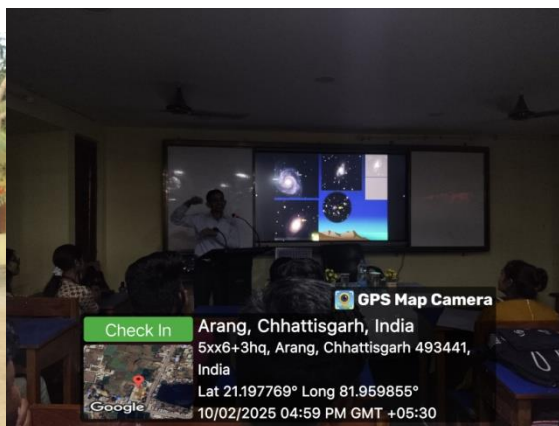 GPS Map Camera
Check In
Arang, Chhattisgarh, India
5xx6+3hq, Arang, Chhattisgarh 493441,
India
Lat 21.197769° Long 81.959855°
10/02/2025 04:59 PM GMT +05:30
Google